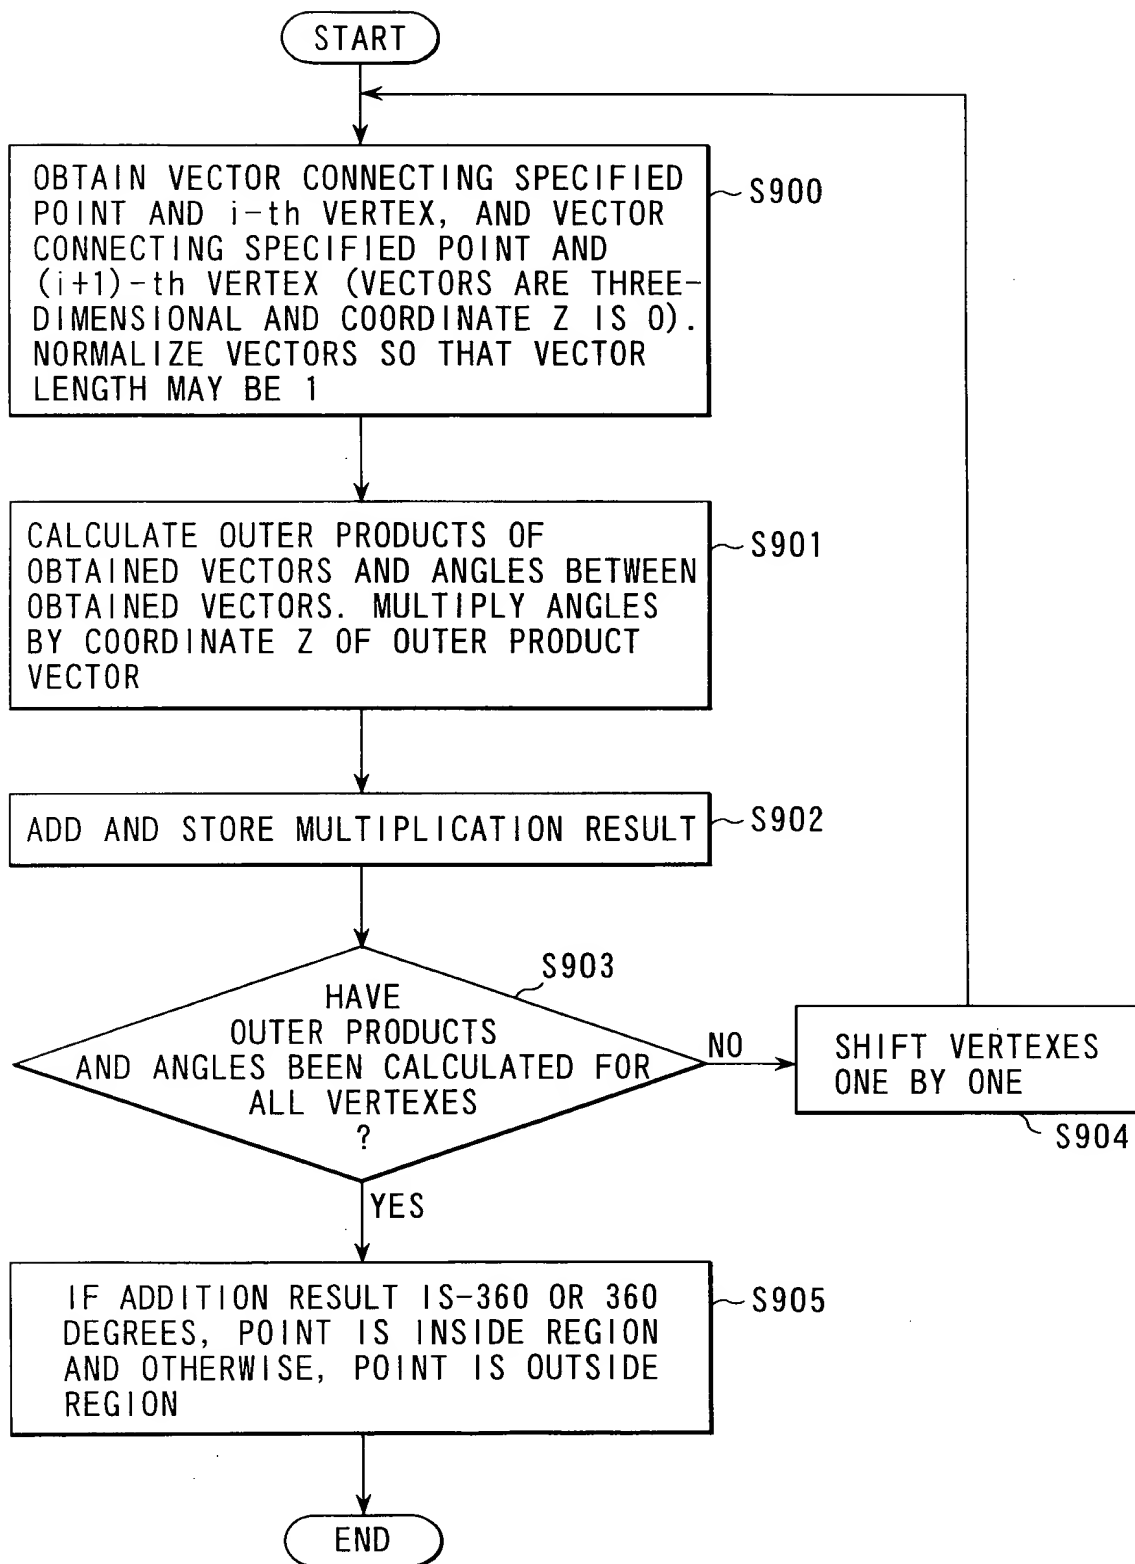 START
OBTAIN VECTOR CONNECTING SPECIFIED
POINT AND i-th VERTEX, AND VECTOR
CONNECTING SPECIFIED POINT AND
(i+1)-th VERTEX (VECTORS ARE THREE-
DIMENSIONAL AND COORDINATE Z IS 0).
NORMALIZE VECTORS SO THAT VECTOR
LENGTH MAY BE 1
S900
CALCULATE OUTER PRODUCTS OF
OBTAINED VECTORS AND ANGLES BETWEEN
OBTAINED VECTORS. MULTIPLY ANGLES
BY COORDINATE Z OF OUTER PRODUCT
VECTOR
S901
ADD AND STORE MULTIPLICATION RESULT
S902
S903
HAVE
OUTER PRODUCTS
AND ANGLES BEEN CALCULATED FOR
ALL VERTEXES
?
NO
SHIFT VERTEXES
ONE BY ONE
S904
YES
IF ADDITION RESULT IS-360 OR 360
DEGREES, POINT IS INSIDE REGION
AND OTHERWISE, POINT IS OUTSIDE
REGION
S905
END